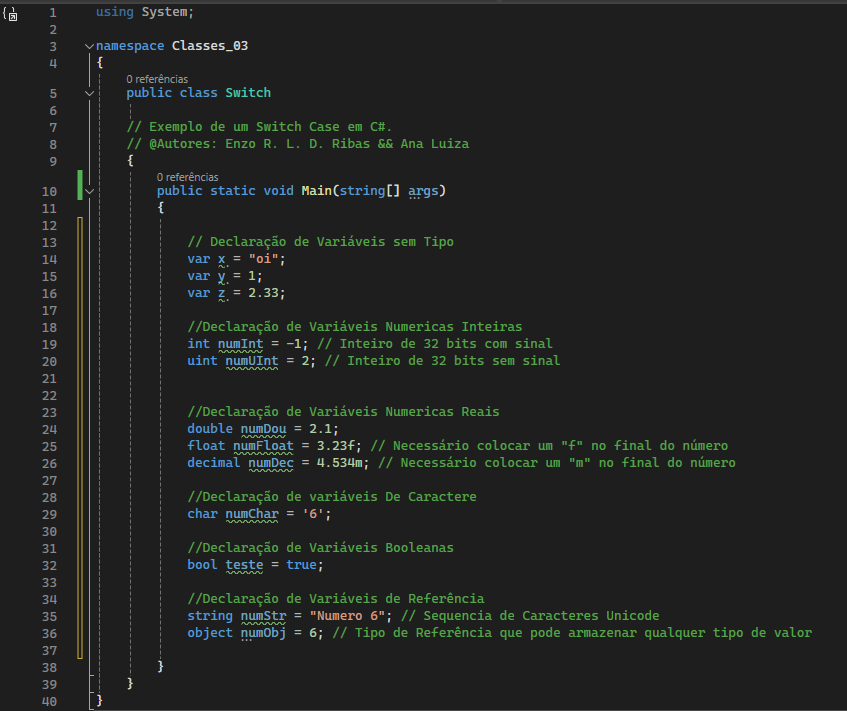 1 using System;
2
3 namespace Classes_03
4 {
0 referências
5 public class Switch
6
7 // Exemplo de um Switch Case em C#.
8 // @Autores: Enzo R. L. D. Ribas && Ana Luiza
9 {
0 referências
10 public static void Main(string[] args)
11 {
12
13 // Declaração de Variáveis sem Tipo
14 var x = "oi";
15 var y = 1;
16 var z = 2.33;
17
18 //Declaração de Variáveis Numericas Inteiras
19 int numInt = -1; // Inteiro de 32 bits com sinal
20 uint numUInt = 2; // Inteiro de 32 bits sem sinal
21
22
23 //Declaração de Variáveis Numericas Reais
24 double numDou = 2.1;
25 float numFloat = 3.23f; // Necessário colocar um "f" no final do número
26 decimal numDec = 4.534m; // Necessário colocar um "m" no final do número
27
28 //Declaração de variáveis De Caractere
29 char numChar = '6';
30
31 //Declaração de Variáveis Booleanas
32 bool teste = true;
33
34 //Declaração de Variáveis de Referência
35 string numStr = "Numero 6"; // Sequencia de Caracteres Unicode
36 object numObj = 6; // Tipo de Referência que pode armazenar qualquer tipo de valor
37
38 }
39 }
40 }